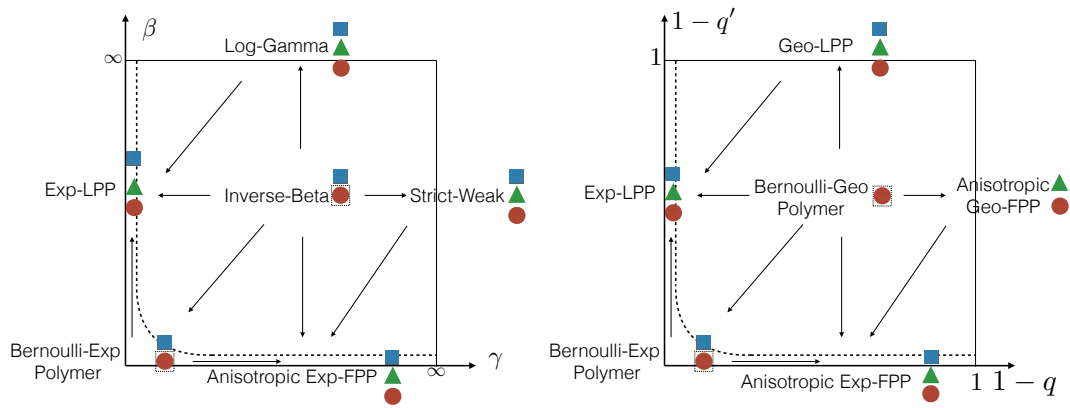 β
Log-Gamma
∞
Exp-LPP
Inverse-Beta
Strict-Weak
Bernoulli-Exp
Polymer
Anisotropic Exp-FPP
∞
γ
1 − q′
Geo-LPP
1
Exp-LPP
Bernoulli-Geo
Polymer
Anisotropic
Geo-FPP
Bernoulli-Exp
Polymer
Anisotropic Exp-FPP
1
1 − q